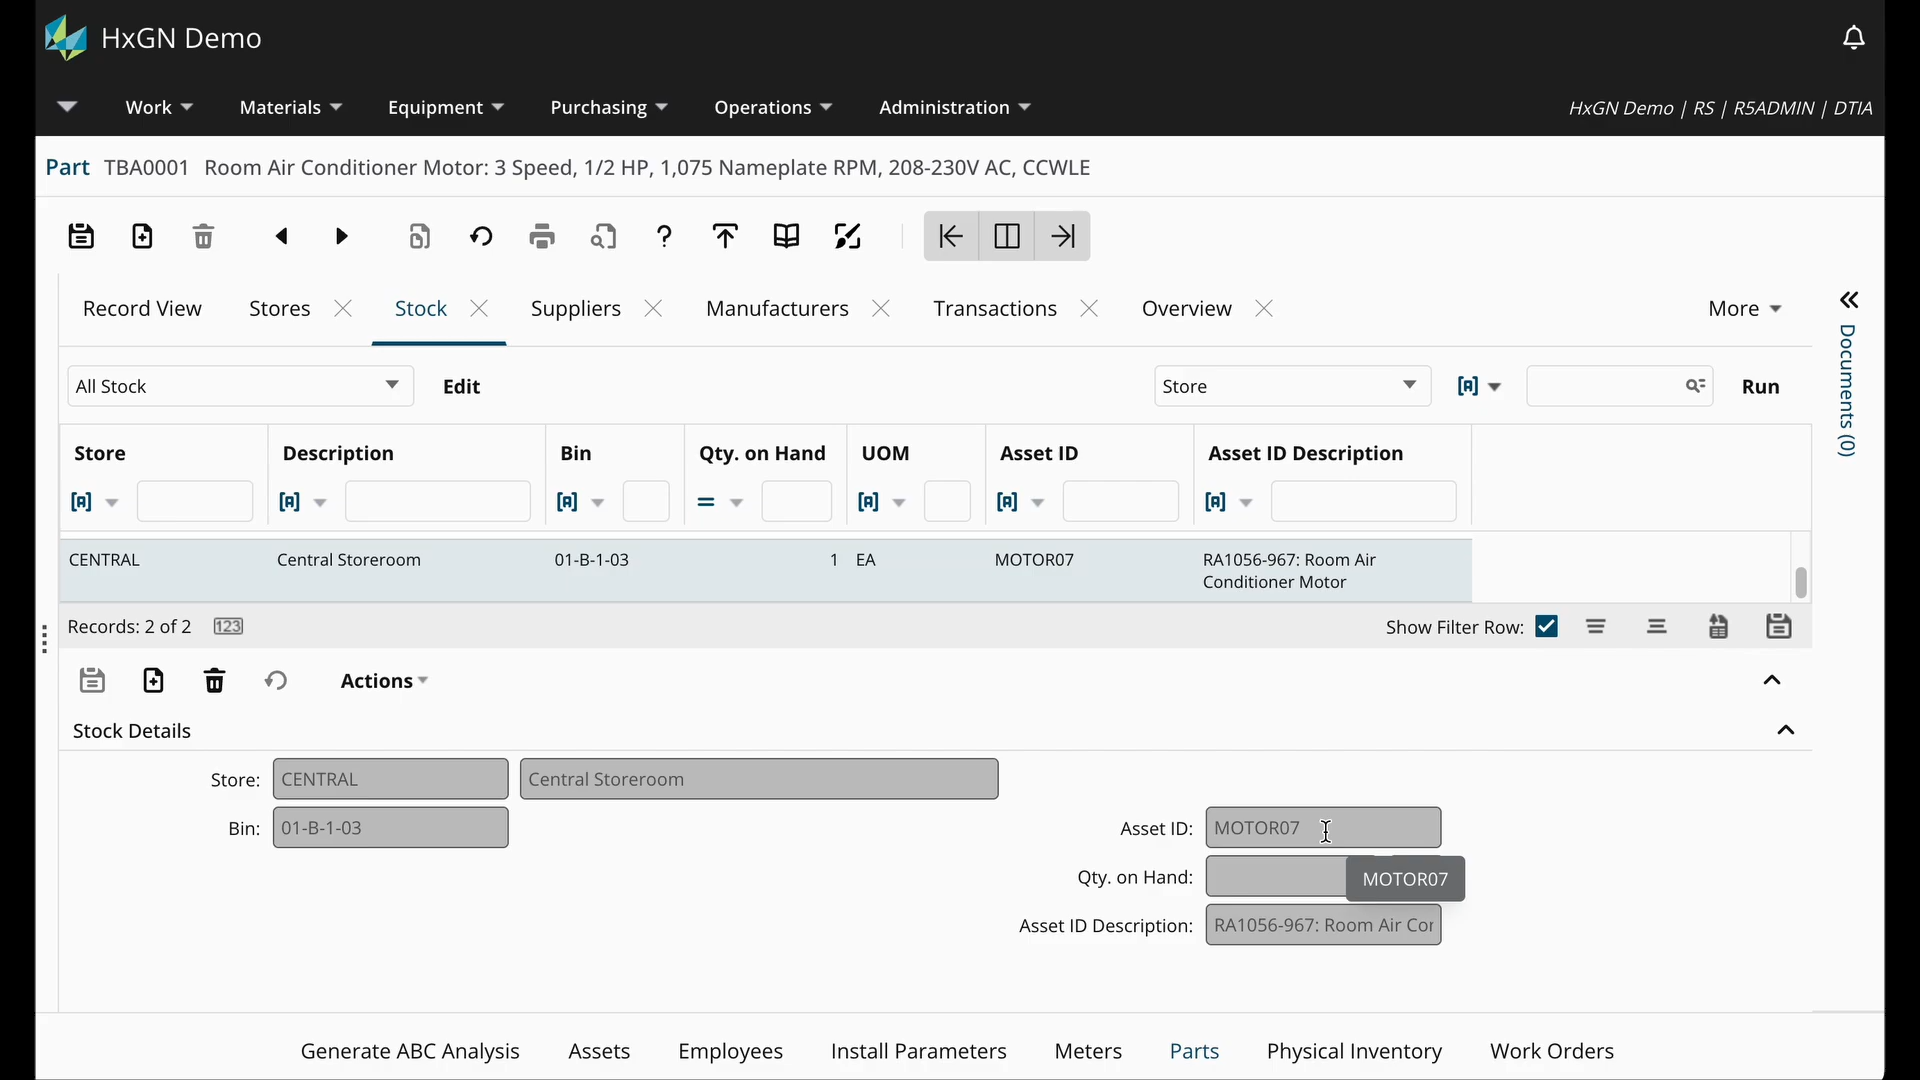 HxGN Demo
Work Materials Equipment Purchasing Operations Administration HxGN Demo | RS | R5ADMIN | DTIA
Part TBA0001 Room Air Conditioner Motor: 3 Speed, 1/2 HP, 1,075 Nameplate RPM, 208-230V AC, CCWLE
Record View Stores Stock Suppliers Manufacturers Transactions Overview More
Documents (0)
All Stock Edit Store [A] Run
Store Description Bin Qty. on Hand UOM Asset ID Asset ID Description
[A] [A] [A] = [A] [A] [A]
CENTRAL Central Storeroom 01-B-1-03 1 EA MOTOR07 RA1056-967: Room Air
Conditioner Motor
Records: 2 of 2 123 Show Filter Row:
Actions
Stock Details
Store: CENTRAL Central Storeroom
Bin: 01-B-1-03 Asset ID: MOTOR07
Qty. on Hand: MOTOR07
Asset ID Description: RA1056-967: Room Air Cor
Generate ABC Analysis Assets Employees Install Parameters Meters Parts Physical Inventory Work Orders